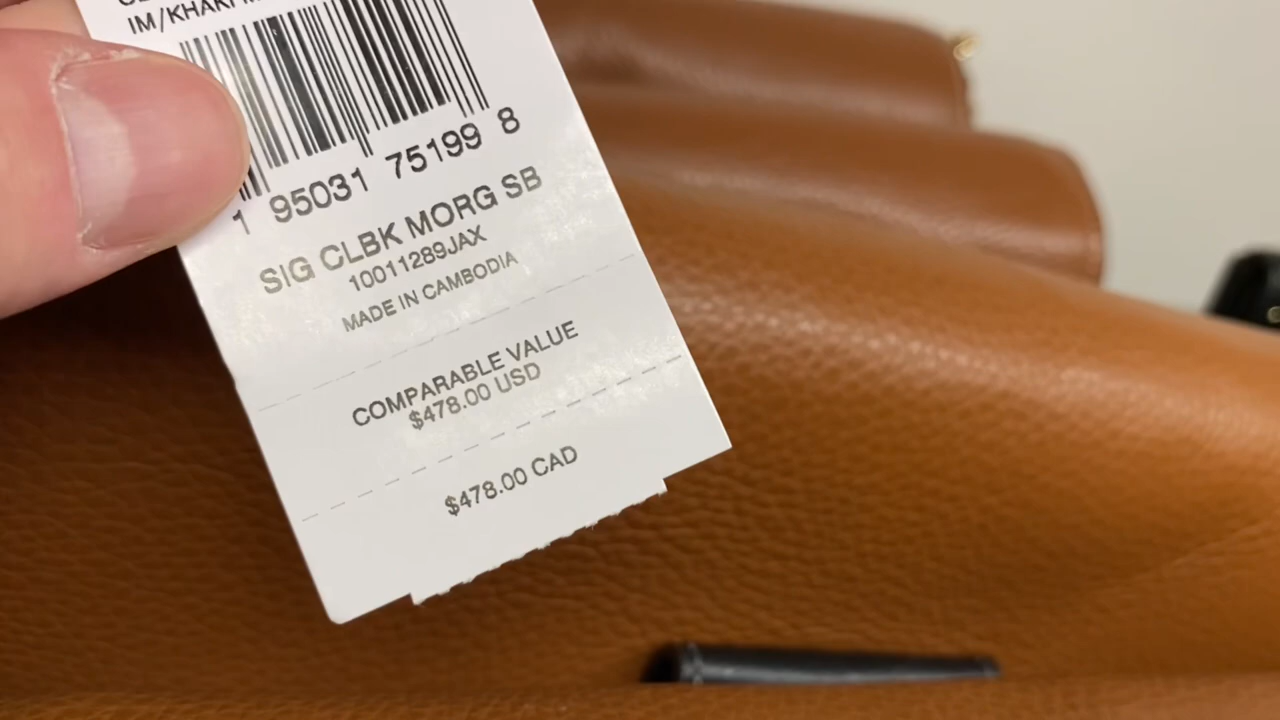 IM/KHAKI
1 95031 75199 8
SIG CLBK MORG SB
10011289JAX
MADE IN CAMBODIA
COMPARABLE VALUE
$478.00 USD
$478.00 CAD